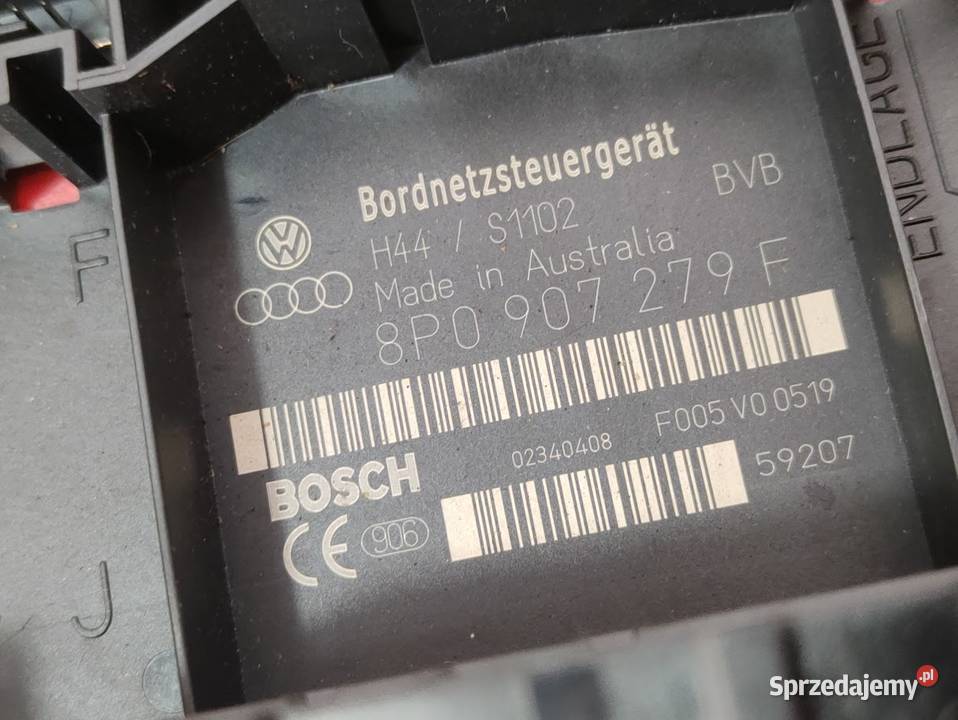 Bordnetzsteuergerät
H44 / S1102
BVB
Made in Australia
8P0 907 279 F
F005 V0 0519
02340408
59207
BOSCH
CE 906
F
J
ENDLAGE
Sprzedajemy.pl